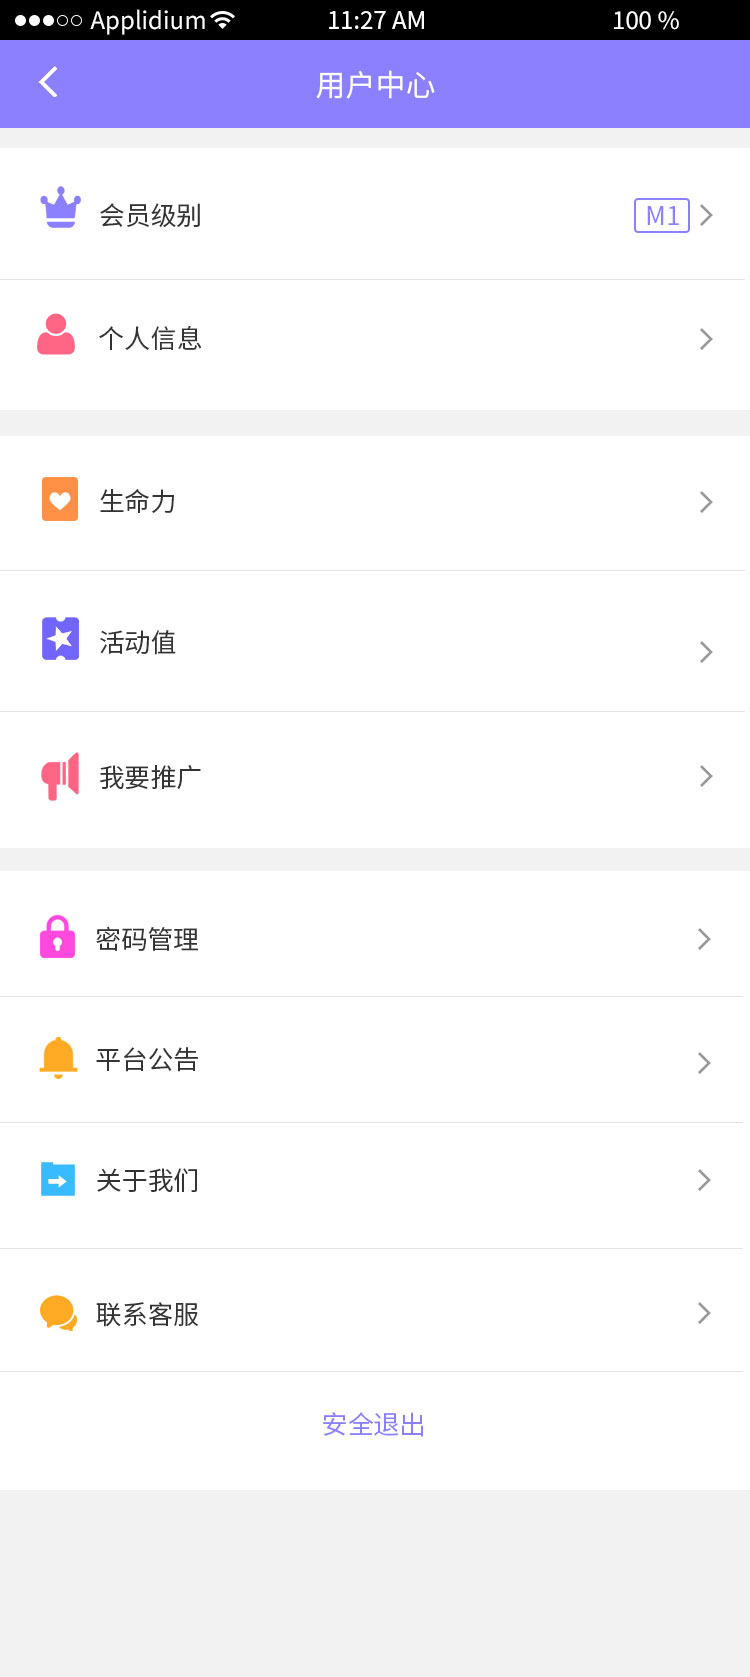 Applidium 11:27 AM 100 %
用户中心
会员级别 M1
个人信息
生命力
活动值
我要推广
密码管理
平台公告
关于我们
联系客服
安全退出